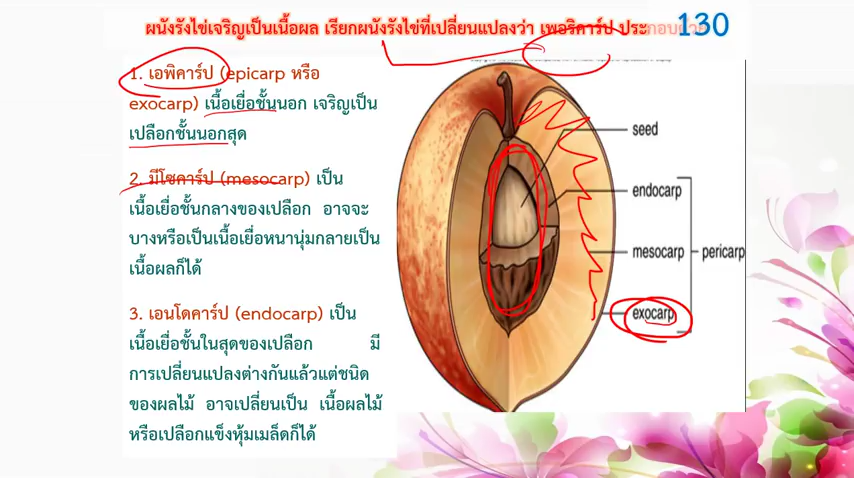 ผนังรังไข่เจริญเป็นเนื้อผล เรียกผนังรังไข่ที่เปลี่ยนแปลงว่า เพอริคาร์ป ประกอบด้วย
130
1. เอพิคาร์ป (epicarp หรือ
exocarp) เนื้อเยื่อชั้นนอก เจริญเป็น
เปลือกชั้นนอกสุด
2. มีโซคาร์ป (mesocarp) เป็น
เนื้อเยื่อชั้นกลางของเปลือก อาจจะ
บางหรือเป็นเนื้อเยื่อหนานุ่มกลายเป็น
เนื้อผลก็ได้
3. เอนโดคาร์ป (endocarp) เป็น
เนื้อเยื่อชั้นในสุดของเปลือก มี
การเปลี่ยนแปลงต่างกันแล้วแต่ชนิด
ของผลไม้ อาจเปลี่ยนเป็น เนื้อผลไม้
หรือเปลือกแข็งหุ้มเมล็ดก็ได้
seed
endocarp
mesocarp
pericarp
exocarp